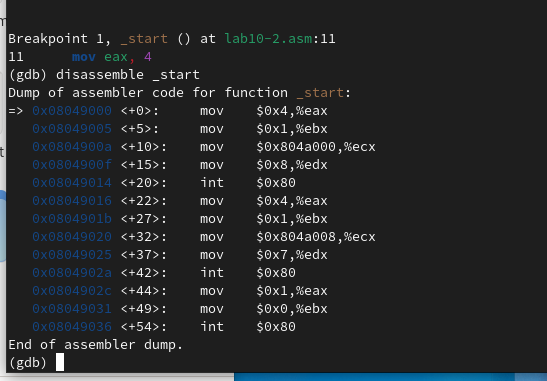 Breakpoint 1, _start () at lab10-2.asm:11
11      mov eax, 4
(gdb) disassemble _start
Dump of assembler code for function _start:
=> 0x08049000 <+0>:     mov    $0x4,%eax
   0x08049005 <+5>:     mov    $0x1,%ebx
   0x0804900a <+10>:    mov    $0x804a000,%ecx
   0x0804900f <+15>:    mov    $0x8,%edx
   0x08049014 <+20>:    int    $0x80
   0x08049016 <+22>:    mov    $0x4,%eax
   0x0804901b <+27>:    mov    $0x1,%ebx
   0x08049020 <+32>:    mov    $0x804a008,%ecx
   0x08049025 <+37>:    mov    $0x7,%edx
   0x0804902a <+42>:    int    $0x80
   0x0804902c <+44>:    mov    $0x1,%eax
   0x08049031 <+49>:    mov    $0x0,%ebx
   0x08049036 <+54>:    int    $0x80
End of assembler dump.
(gdb)